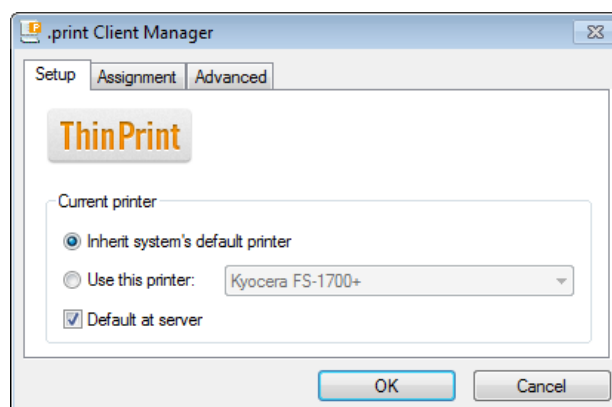 .print Client Manager
Setup Assignment Advanced
ThinPrint
Current printer
Inherit system's default printer
Use this printer: Kyocera FS-1700+
Default at server
OK Cancel